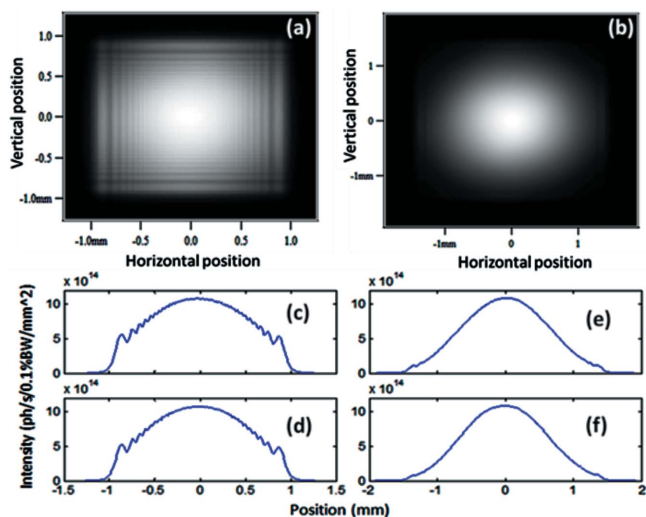 (a)
1.0
0.5
0.0
-0.5
-1.0mm
Vertical position
-1.0mm -0.5 0.0 0.5 1.0
Horizontal position
(b)
1
0
-1mm
Vertical position
-1mm 0 1
Horizontal position
x 10 14
10
5
0
(c)
x 10 14
10
5
0
(e)
x 10 14
10
5
0
(d)
-1.5 -1 -0.5 0 0.5 1 1.5
x 10 14
10
5
0
(f)
-2 -1 0 1 2
Intensity (ph/s/0.1%BW/mm^2)
Position (mm)